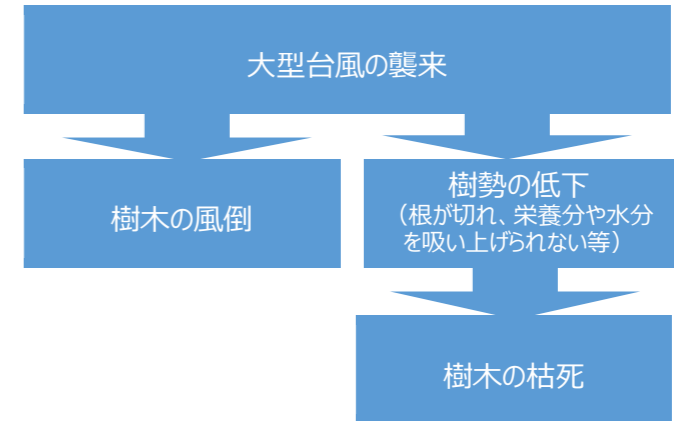 大型台風の襲来
樹木の風倒
樹勢の低下
（根が切れ、栄養分や水分
を吸い上げられない等）
樹木の枯死